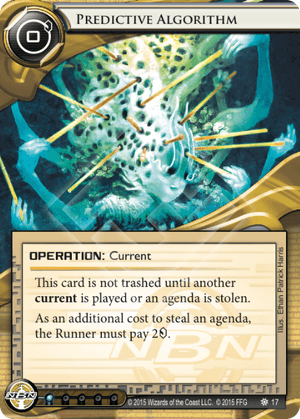 0
PREDICTIVE ALGORITHM
OPERATION: Current
This card is not trashed until another
current is played or an agenda is stolen.
As an additional cost to steal an agenda,
the Runner must pay 2.
Illus. Ethan Patrick Harris
NBN
NBN
© 2015 Wizards of the Coast LLC. © 2015 FFG
17